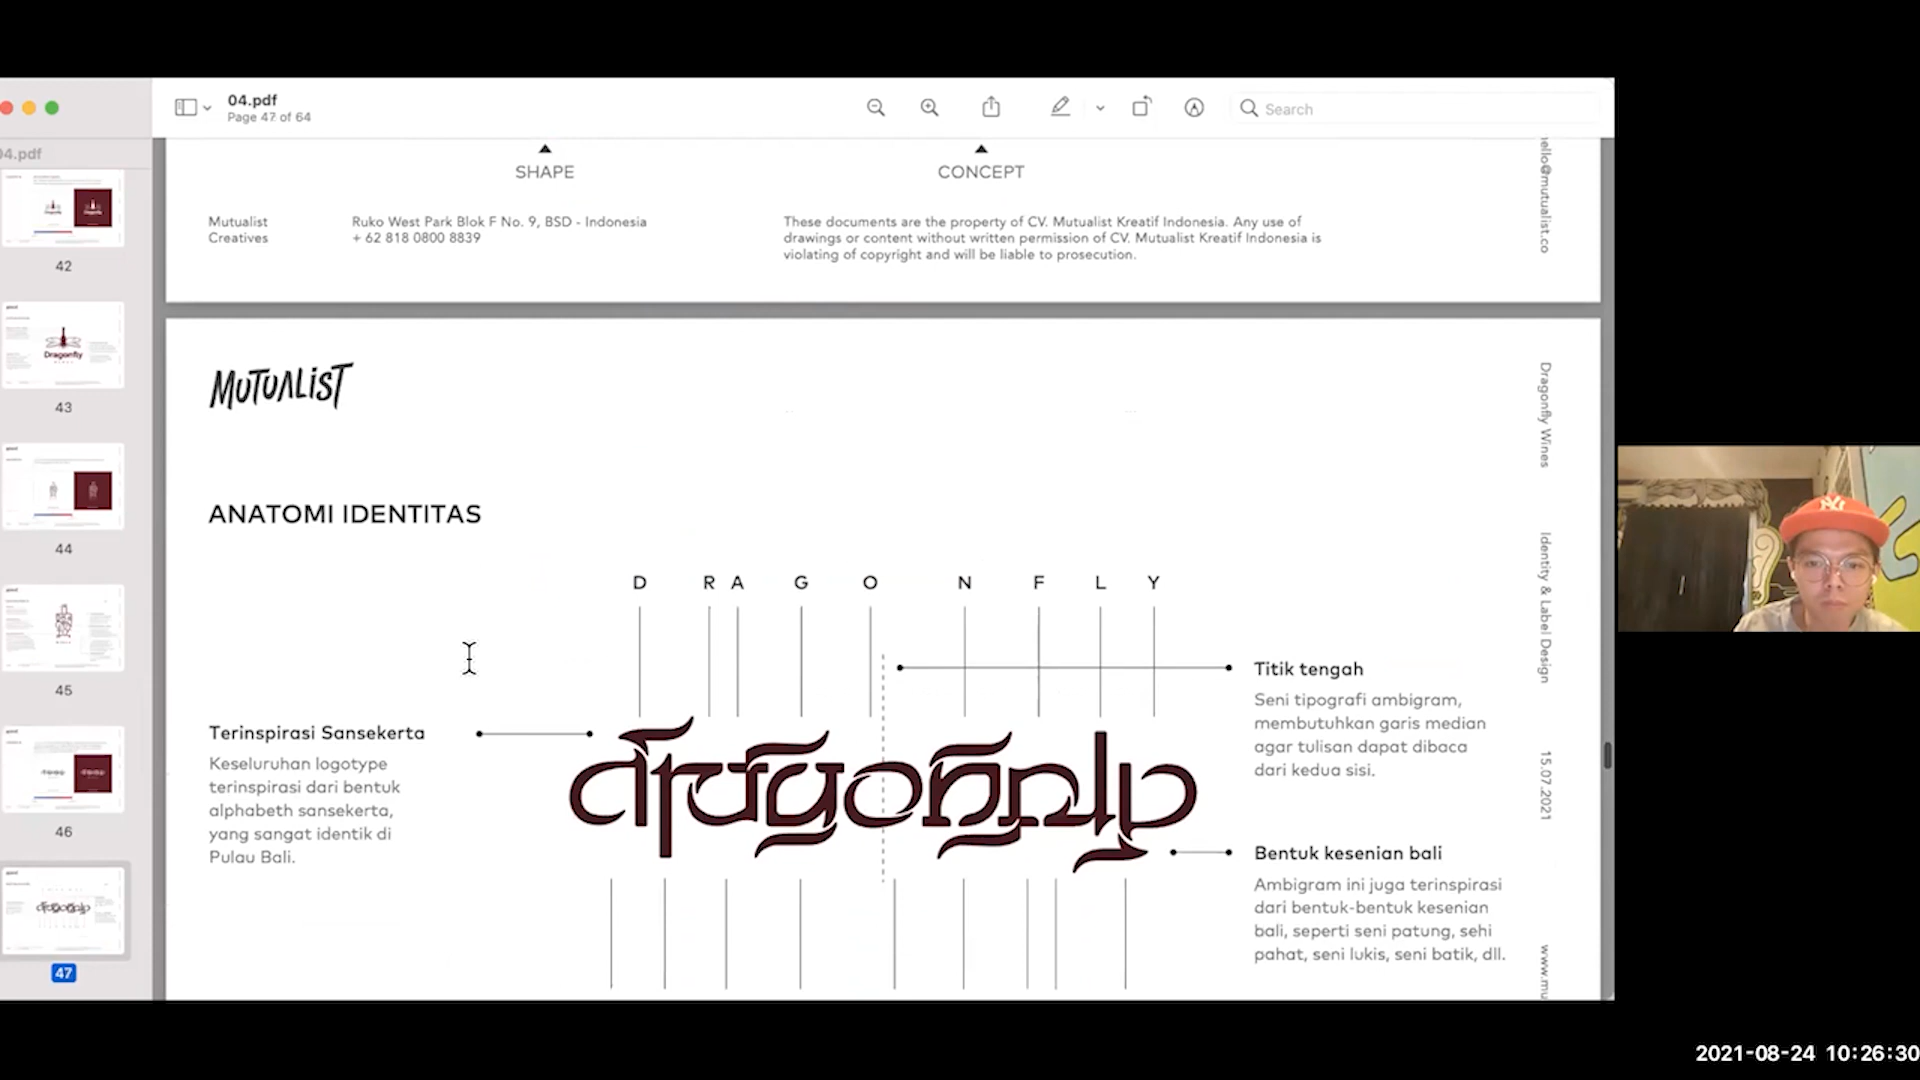 04.pdf
Page 47 of 64
Search
04.pdf
42
43
44
45
46
47
SHAPE
CONCEPT
Mutualist
Creatives
Ruko West Park Blok F No. 9, BSD - Indonesia
+ 62 818 0800 8839
These documents are the property of CV. Mutualist Kreatif Indonesia. Any use of
drawings or content without written permission of CV. Mutualist Kreatif Indonesia is
violating of copyright and will be liable to prosecution.
hello@mutualist.co
MUTUALIST
ANATOMI IDENTITAS
D R A G O N F L Y
Terinspirasi Sansekerta
Keseluruhan logotype
terinspirasi dari bentuk
alphabeth sansekerta,
yang sangat identik di
Pulau Bali.
dragonfly
Titik tengah
Seni tipografi ambigram,
membutuhkan garis median
agar tulisan dapat dibaca
dari kedua sisi.
Bentuk kesenian bali
Ambigram ini juga terinspirasi
dari bentuk-bentuk kesenian
bali, seperti seni patung, sehi
pahat, seni lukis, seni batik, dll.
Dragonfly Wines
Identity & Label Design
15.07.2021
www.mu
NY
2021-08-24 10:26:30